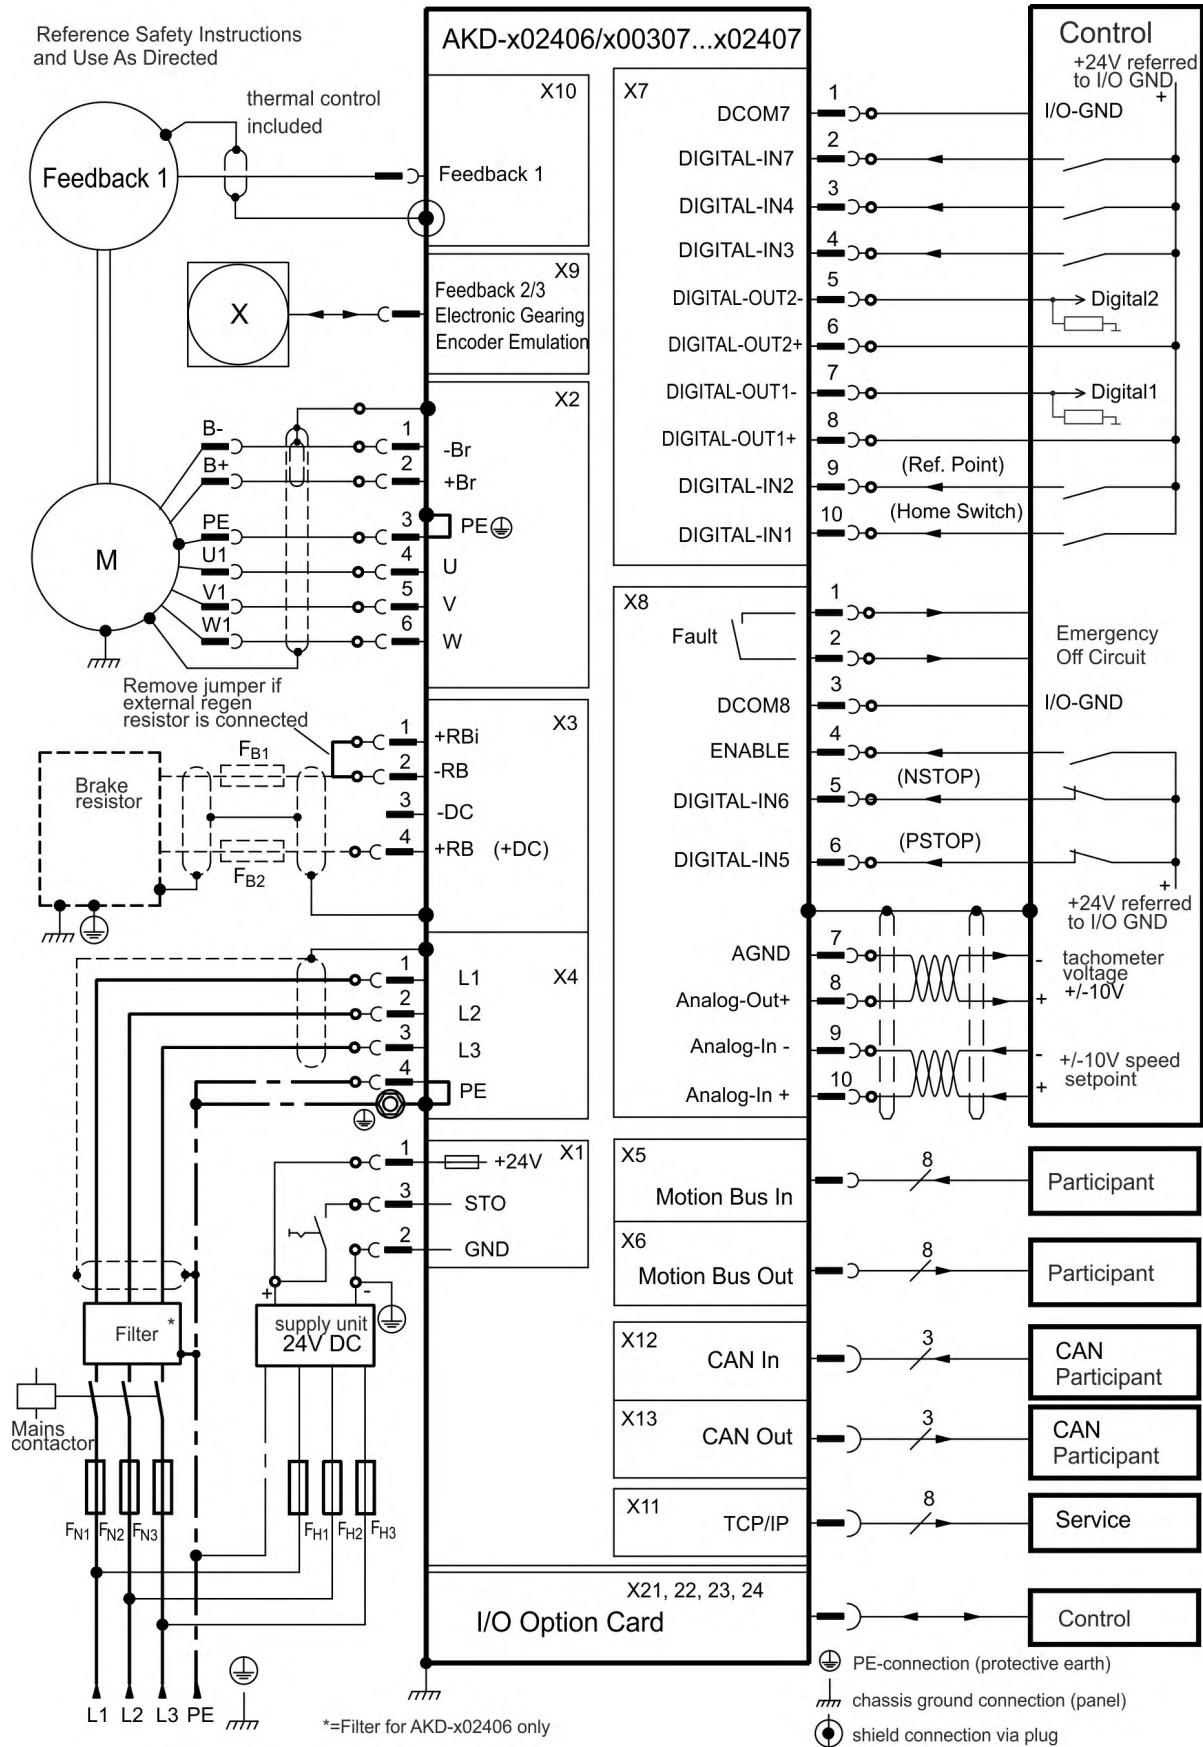 Reference Safety Instructions
and Use As Directed
AKD-x02406/x00307...x02407
Control
+24V referred
to I/O GND
+
I/O-GND
thermal control
included
Feedback 1
X10
Feedback 1
X9
Feedback 2/3
Electronic Gearing
Encoder Emulation
X
X2
B-
1
-Br
B+
2
+Br
PE
3
PE
U1
4
U
V1
5
V
W1
6
W
M
Remove jumper if
external regen
resistor is connected
X3
1
+RBi
2
-RB
3
-DC
4
+RB (+DC)
FB1
FB2
Brake
resistor
X4
1
L1
2
L2
3
L3
4
PE
X1
1
+24V
3
STO
2
GND
+
-
supply unit
24V DC
Filter *
Mains
contactor
FN1
FN2
FN3
FH1
FH2
FH3
L1 L2 L3 PE
*=Filter for AKD-x02406 only
X7
DCOM7
1
DIGITAL-IN7
2
DIGITAL-IN4
3
DIGITAL-IN3
4
DIGITAL-OUT2-
5
Digital2
DIGITAL-OUT2+
6
DIGITAL-OUT1-
7
Digital1
DIGITAL-OUT1+
8
DIGITAL-IN2
9
(Ref. Point)
DIGITAL-IN1
10
(Home Switch)
X8
Fault
1
2
Emergency
Off Circuit
DCOM8
3
I/O-GND
ENABLE
4
DIGITAL-IN6
5
(NSTOP)
DIGITAL-IN5
6
(PSTOP)
+
+24V referred
to I/O GND
AGND
7
-
tachometer
voltage
+/-10V
Analog-Out+
8
+
Analog-In -
9
-
+/-10V speed
setpoint
Analog-In +
10
+
X5
Motion Bus In
8
Participant
X6
Motion Bus Out
8
Participant
X12
CAN In
3
CAN
Participant
X13
CAN Out
3
CAN
Participant
X11
TCP/IP
8
Service
X21, 22, 23, 24
I/O Option Card
Control
PE-connection (protective earth)
chassis ground connection (panel)
shield connection via plug